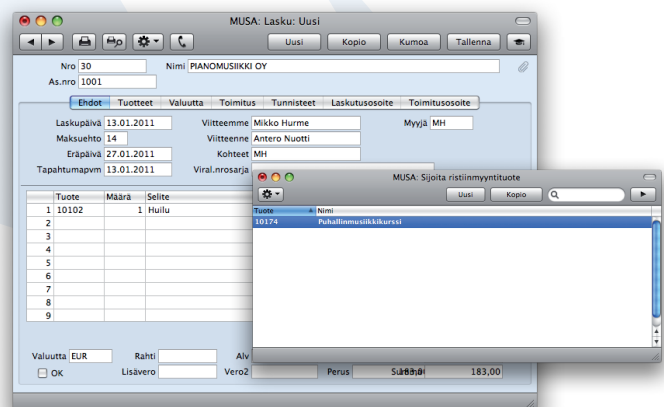 MUSA: Lasku: Uusi
Uusi Kopio Kumoa Tallenna
Nro 30 Nimi PIANOMUSIIKKI OY
As.nro 1001
Ehdot Tuotteet Valuutta Toimitus Tunnisteet Laskutusosoite Toimitusosoite
Laskupäivä 13.01.2011 Viitteemme Mikko Hurme Myyjä MH
Maksuehto 14 Viitteenne Antero Nuotti
Eräpäivä 27.01.2011 Kohteet MH
Tapahtumapvm 13.01.2011 Viral.nrosarja
Tuote Määrä Selite
1 10102 1 Huilu
2
3
4
5
6
7
8
9
Valuutta EUR Rahti Alv
OK Lisävero Vero2 Perus 183,00
MUSA: Sijoita ristiinmyyntituote
Uusi Kopio
Tuote Nimi
10174 Puhallinmusiikkikurssi